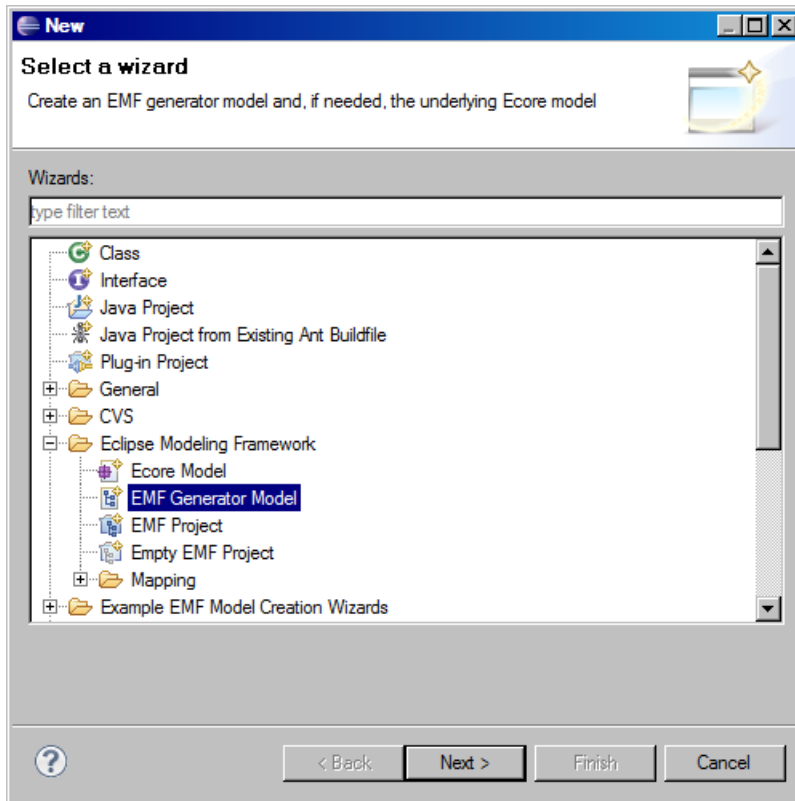 New
Select a wizard
Create an EMF generator model and, if needed, the underlying Ecore model
Wizards:
type filter text
Class
Interface
Java Project
Java Project from Existing Ant Buildfile
Plug-in Project
General
CVS
Eclipse Modeling Framework
Ecore Model
EMF Generator Model
EMF Project
Empty EMF Project
Mapping
Example EMF Model Creation Wizards
< Back
Next >
Finish
Cancel